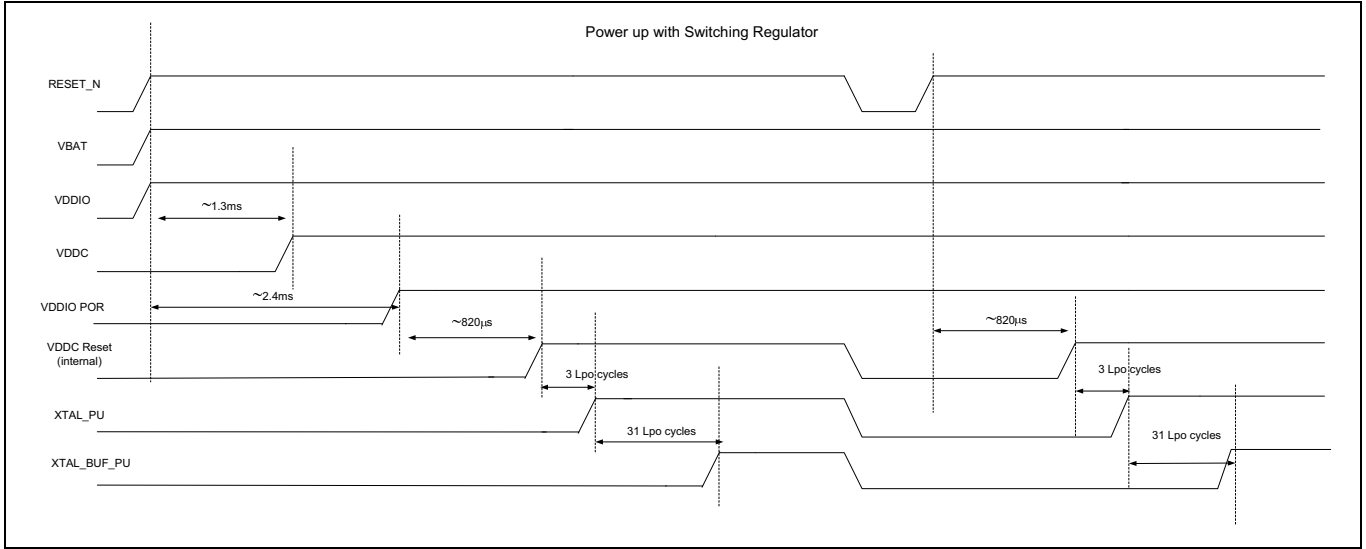 Power up with Switching Regulator
RESET_N
VBAT
VDDIO
~1.3ms
VDDC
~2.4ms
VDDIO POR
~820µs
~820µs
VDDC Reset
(internal)
3 Lpo cycles
3 Lpo cycles
XTAL_PU
31 Lpo cycles
31 Lpo cycles
XTAL_BUF_PU